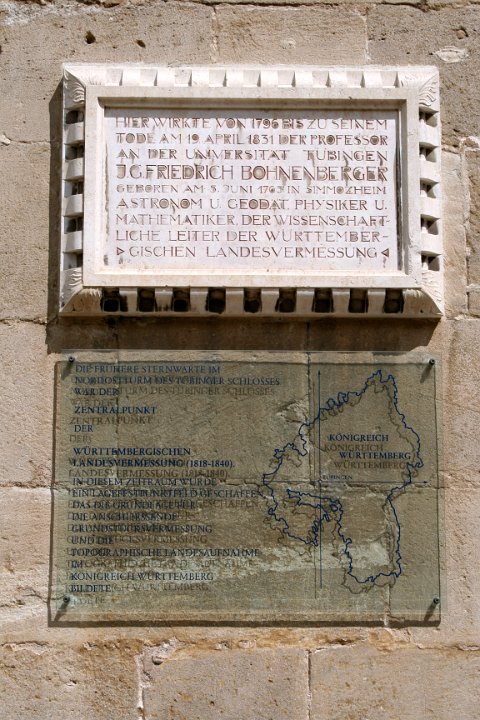 HIER WIRKTE VON 1796 BIS ZU SEINEM
TODE AM 19. APRIL 1831 DER PROFESSOR
AN DER UNIVERSITÄT TÜBINGEN
J.G. FRIEDRICH BOHNENBERGER
GEBOREN AM 5. JUNI 1765 IN SIMMOZHEIM
ASTRONOM U. GEODÄT, PHYSIKER U.
MATHEMATIKER, DER WISSENSCHAFT-
LICHE LEITER DER WÜRTTEMBER-
GISCHEN LANDESVERMESSUNG
DIE FRÜHERE STERNWARTE IM
NORDOSTTURM DES TÜBINGER SCHLOSSES
WAR DER
ZENTRALPUNKT
DER
WÜRTTEMBERGISCHEN
LANDESVERMESSUNG (1818-1840).
IN DIESEM ZEITRAUM WURDE
EIN LAGEFESTPUNKTFELD GESCHAFFEN,
DAS DIE GRUNDLAGE FÜR
DIE ANSCHLIESSENDE
GRUNDSTÜCKSVERMESSUNG
UND DIE
TOPOGRAPHISCHE LANDESAUFNAHME
IM
KÖNIGREICH WÜRTTEMBERG
BILDETE.
KÖNIGREICH
WÜRTTEMBERG
TÜBINGEN